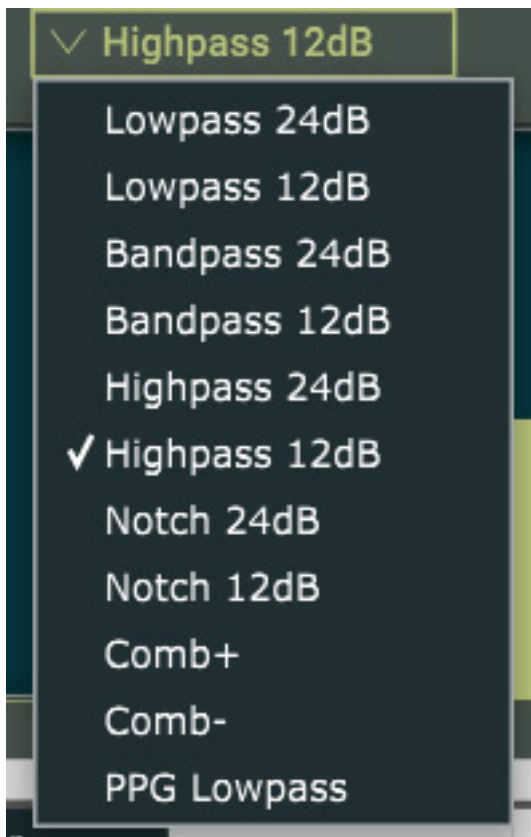 Highpass 12dB
Lowpass 24dB
Lowpass 12dB
Bandpass 24dB
Bandpass 12dB
Highpass 24dB
Highpass 12dB
Notch 24dB
Notch 12dB
Comb+
Comb-
PPG Lowpass